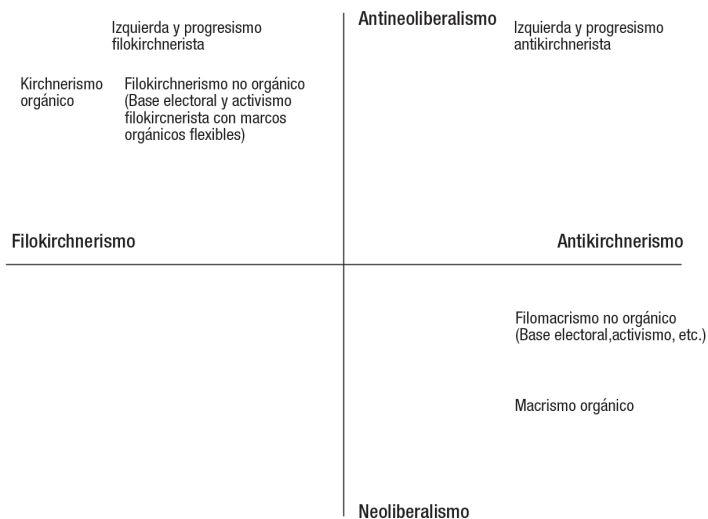 Antineoliberalismo
Izquierda y progresismo
filokirchnerista
Izquierda y progresismo
antikirchnerista
Kirchnerismo
orgánico
Filokirchnerismo no orgánico
(Base electoral y activismo
filokircnerista con marcos
orgánicos flexibles)
Filokirchnerismo
Antikirchnerismo
Filomacrismo no orgánico
(Base electoral,activismo, etc.)
Macrismo orgánico
Neoliberalismo